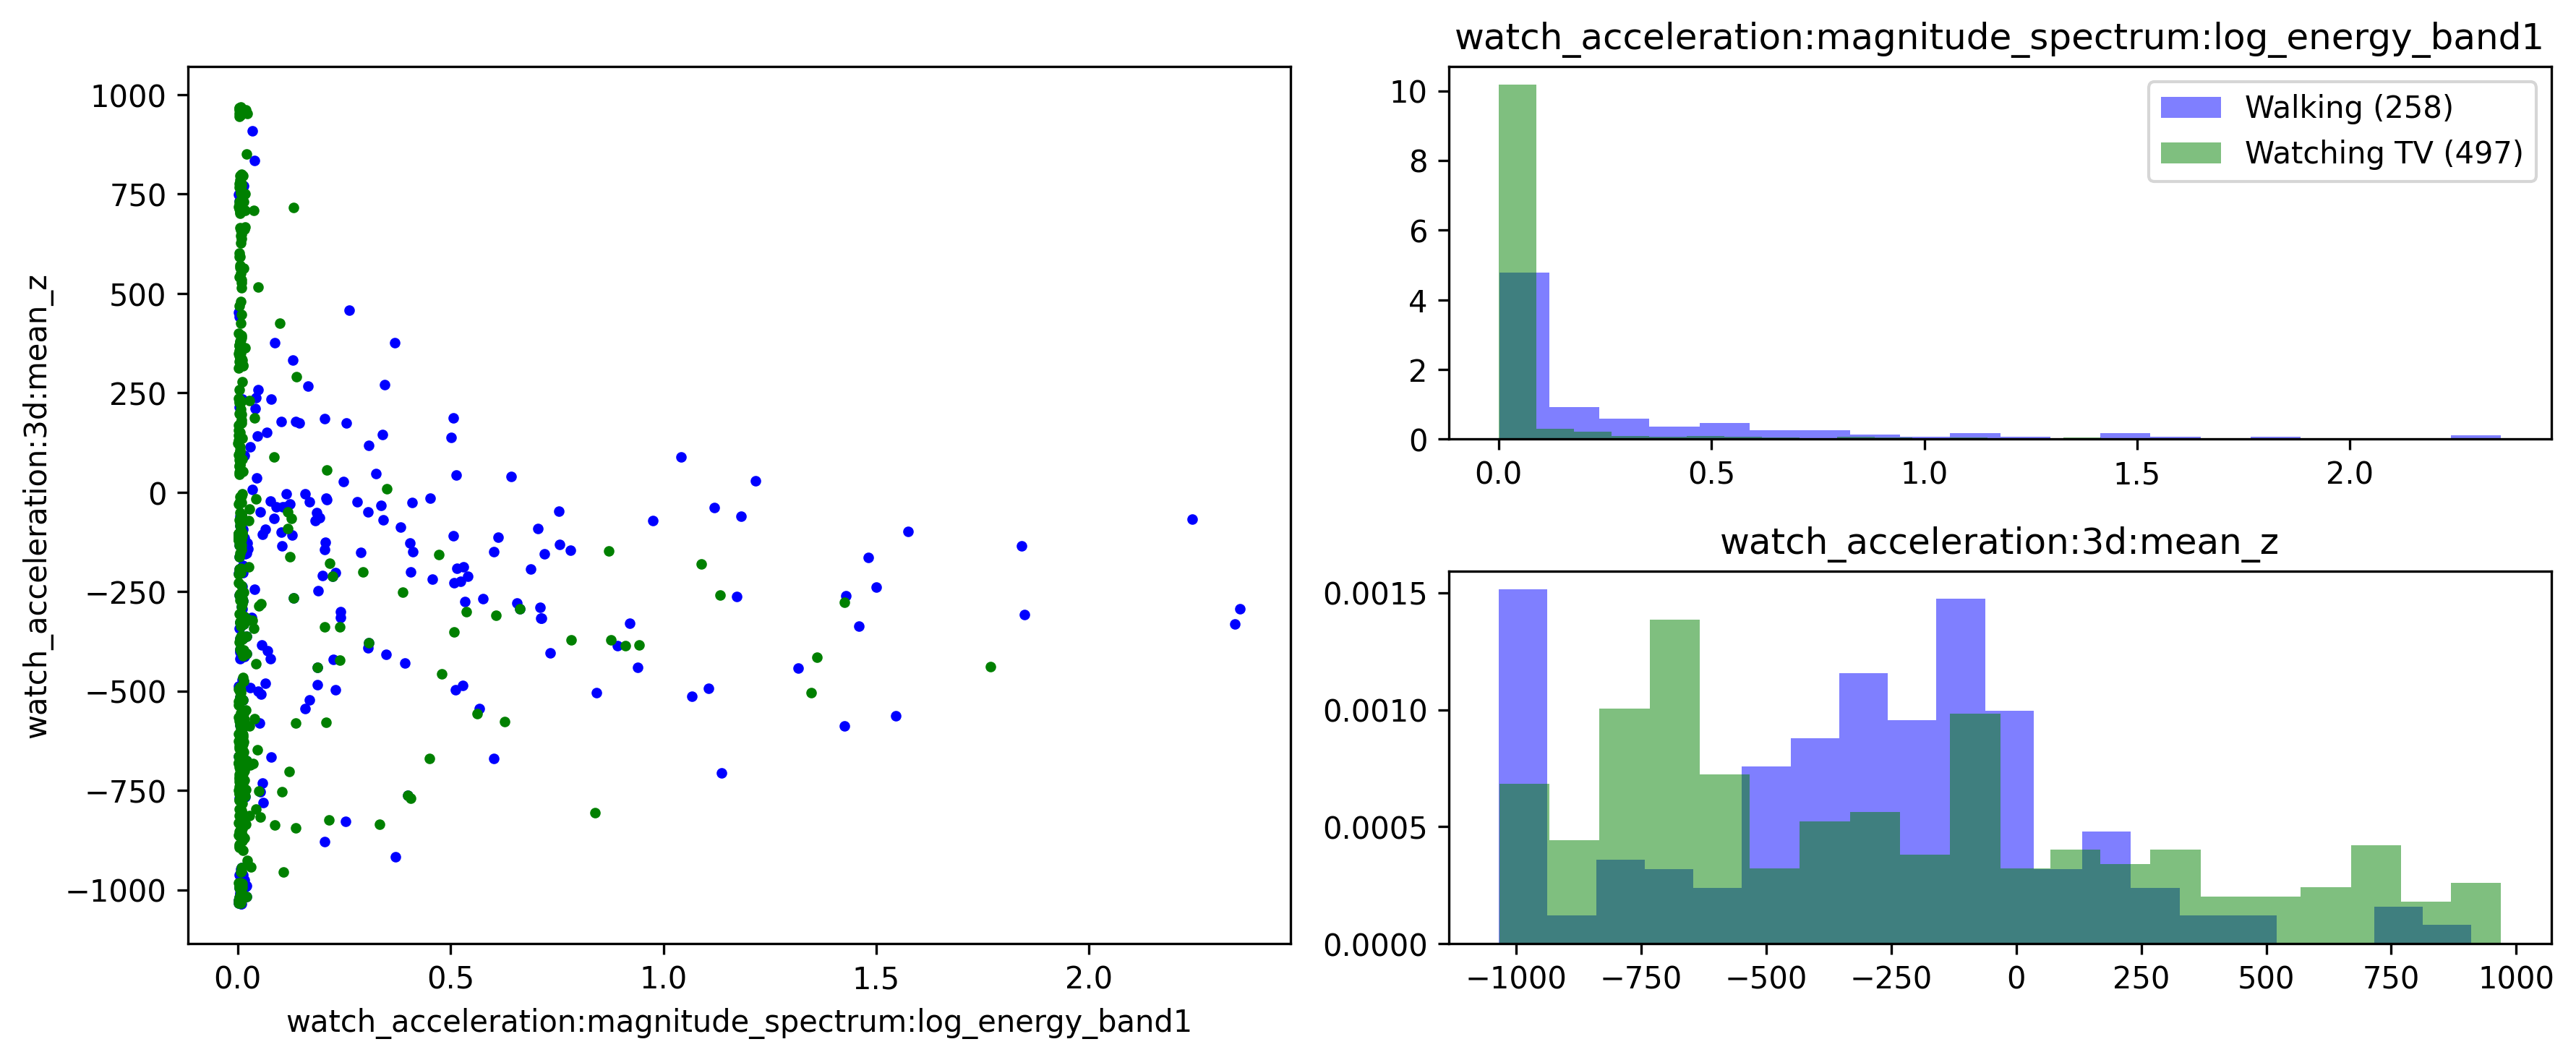 watch_acceleration:3d:mean_z
1000
750
500
250
0
−250
−500
−750
−1000
0.0 0.5 1.0 1.5 2.0
watch_acceleration:magnitude_spectrum:log_energy_band1
watch_acceleration:magnitude_spectrum:log_energy_band1
10
8
6
4
2
0
Walking (258)
Watching TV (497)
0.0 0.5 1.0 1.5 2.0
watch_acceleration:3d:mean_z
0.0015
0.0010
0.0005
0.0000
−1000 −750 −500 −250 0 250 500 750 1000